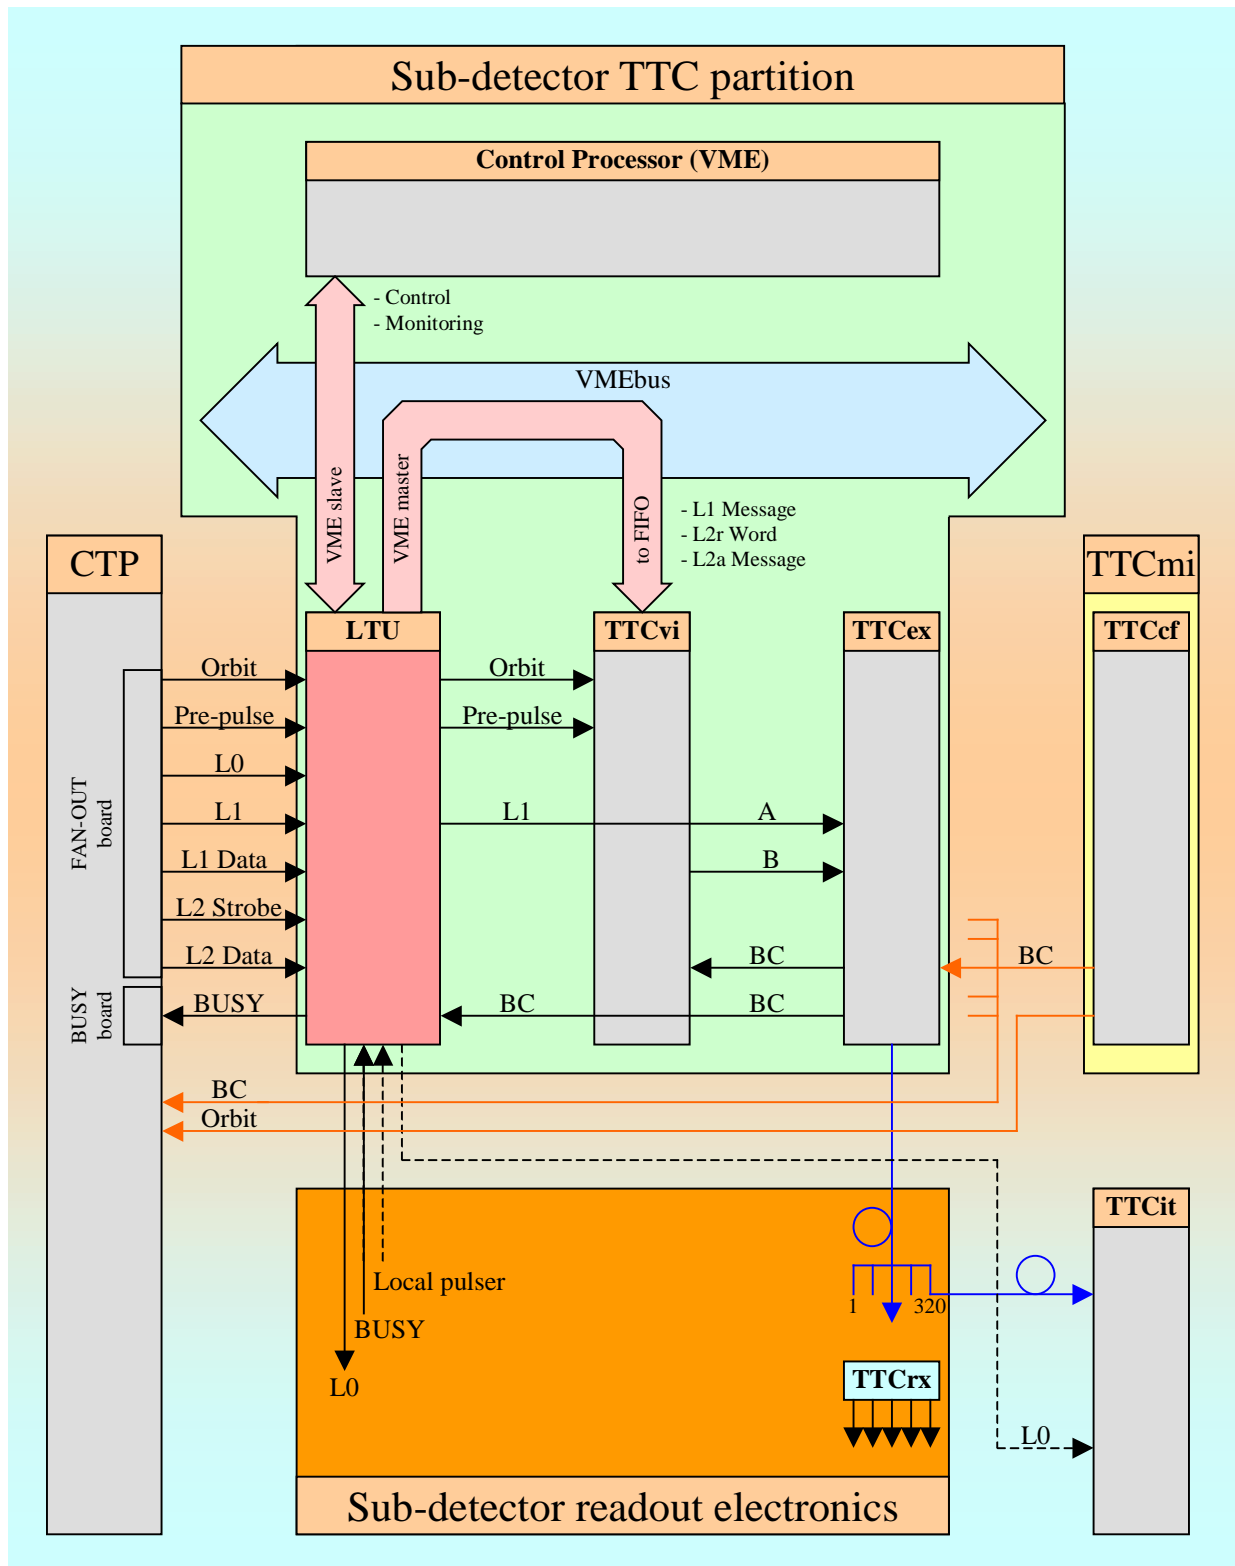 Sub-detector TTC partition
Control Processor (VME)
- Control
- Monitoring
VMEbus
VME slave
VME master
to FIFO
- L1 Message
- L2r Word
- L2a Message
CTP
TTCmi
LTU
TTCvi
TTCex
TTCcf
Orbit
Orbit
Pre-pulse
Pre-pulse
L0
FAN-OUT
board
L1
L1
A
L1 Data
B
L2 Strobe
L2 Data
BC
BC
BUSY
board
BUSY
BC
BC
BC
Orbit
TTCit
Local pulser
1
320
BUSY
L0
TTCrx
L0
Sub-detector readout electronics